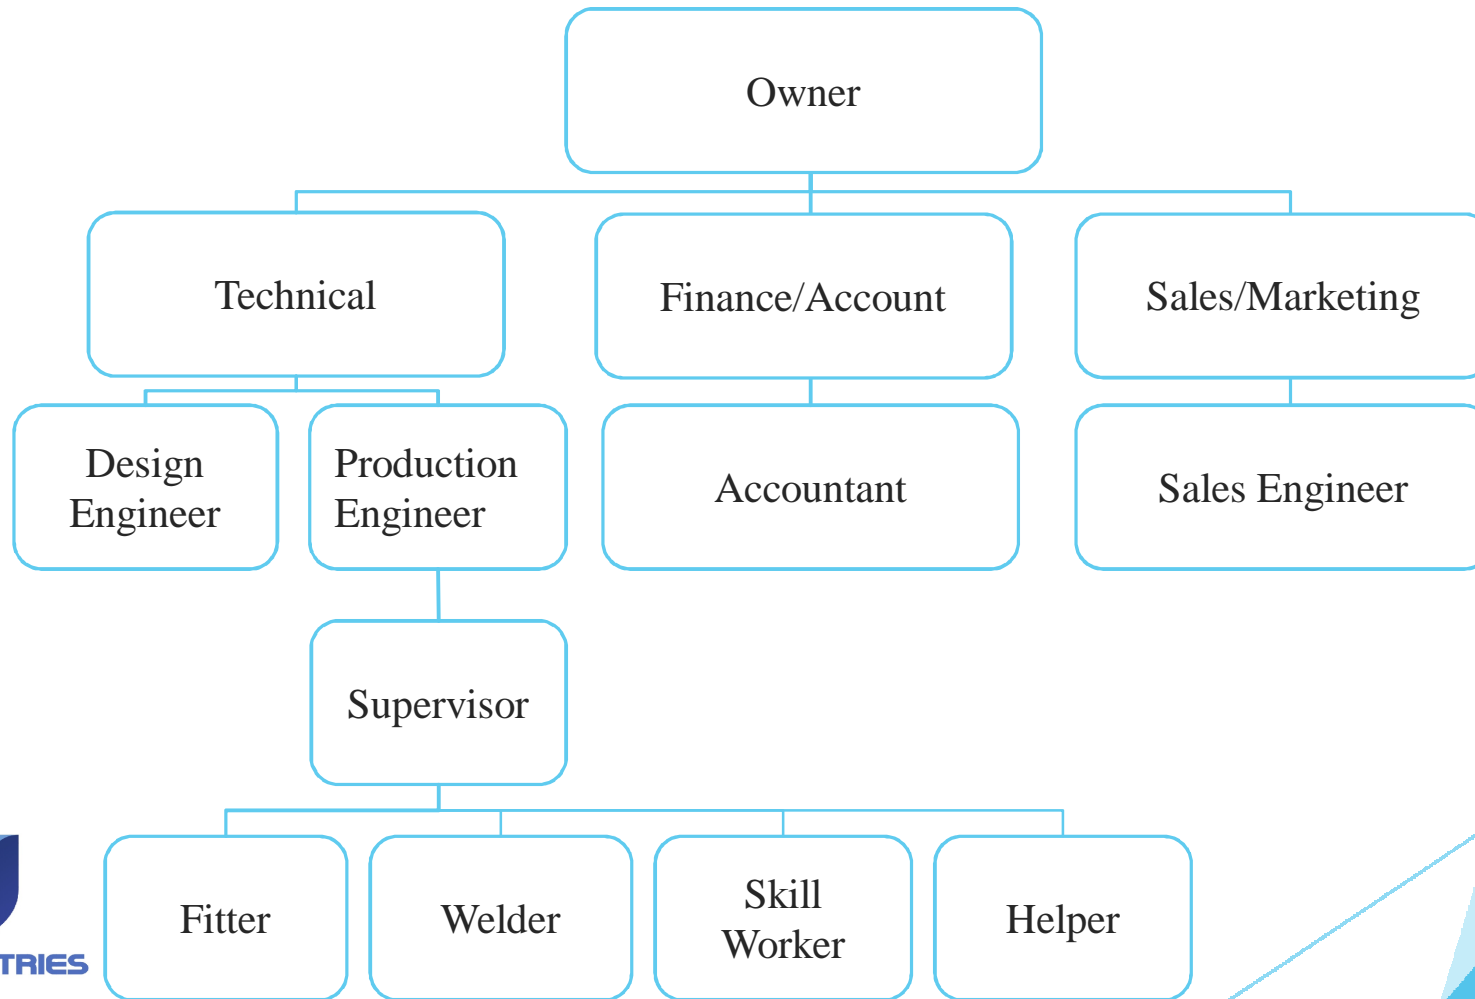 Owner
Technical
Finance/Account
Sales/Marketing
Design
Engineer
Production
Engineer
Accountant
Sales Engineer
Supervisor
Fitter
Welder
Skill
Worker
Helper
TRIES